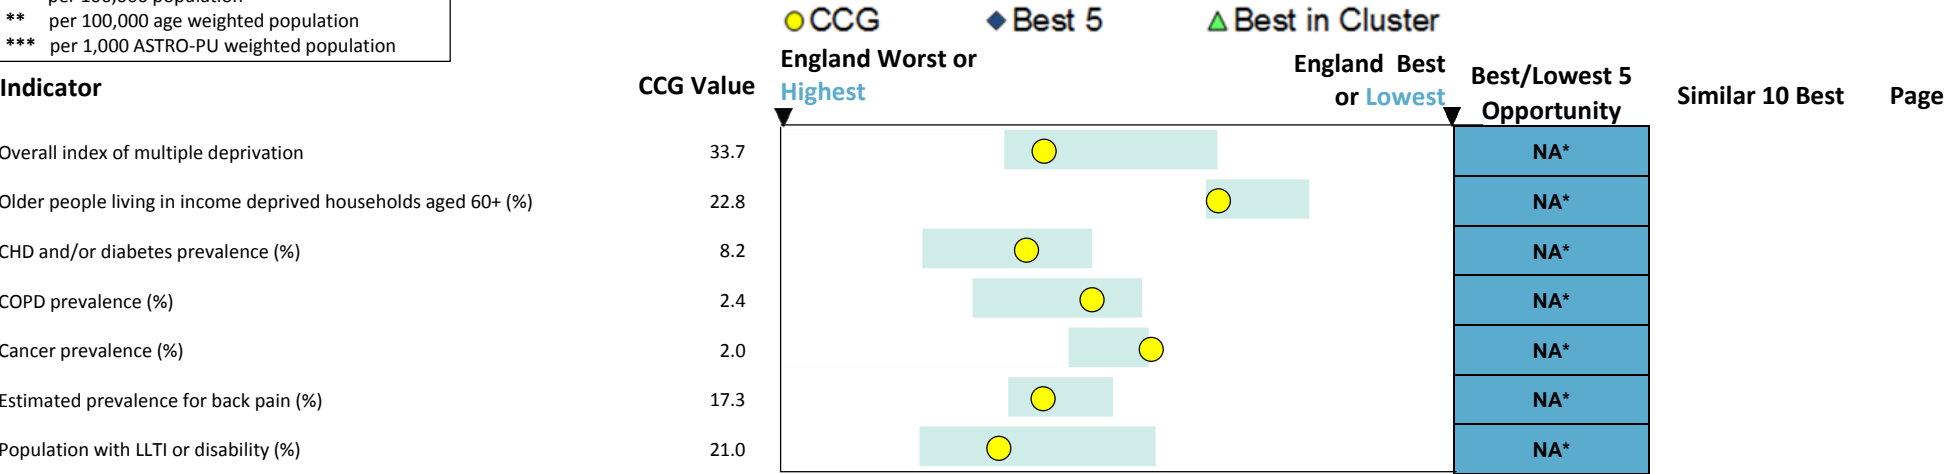 per 100,000 population
** per 100,000 age weighted population
*** per 1,000 ASTRO-PU weighted population
CCG Best 5 Best in Cluster
Indicator
CCG Value
England Worst or
Highest
England Best
or Lowest
Best/Lowest 5
Opportunity
Similar 10 Best
Page
Overall index of multiple deprivation 33.7 NA*
Older people living in income deprived households aged 60+ (%) 22.8 NA*
CHD and/or diabetes prevalence (%) 8.2 NA*
COPD prevalence (%) 2.4 NA*
Cancer prevalence (%) 2.0 NA*
Estimated prevalence for back pain (%) 17.3 NA*
Population with LLTI or disability (%) 21.0 NA*